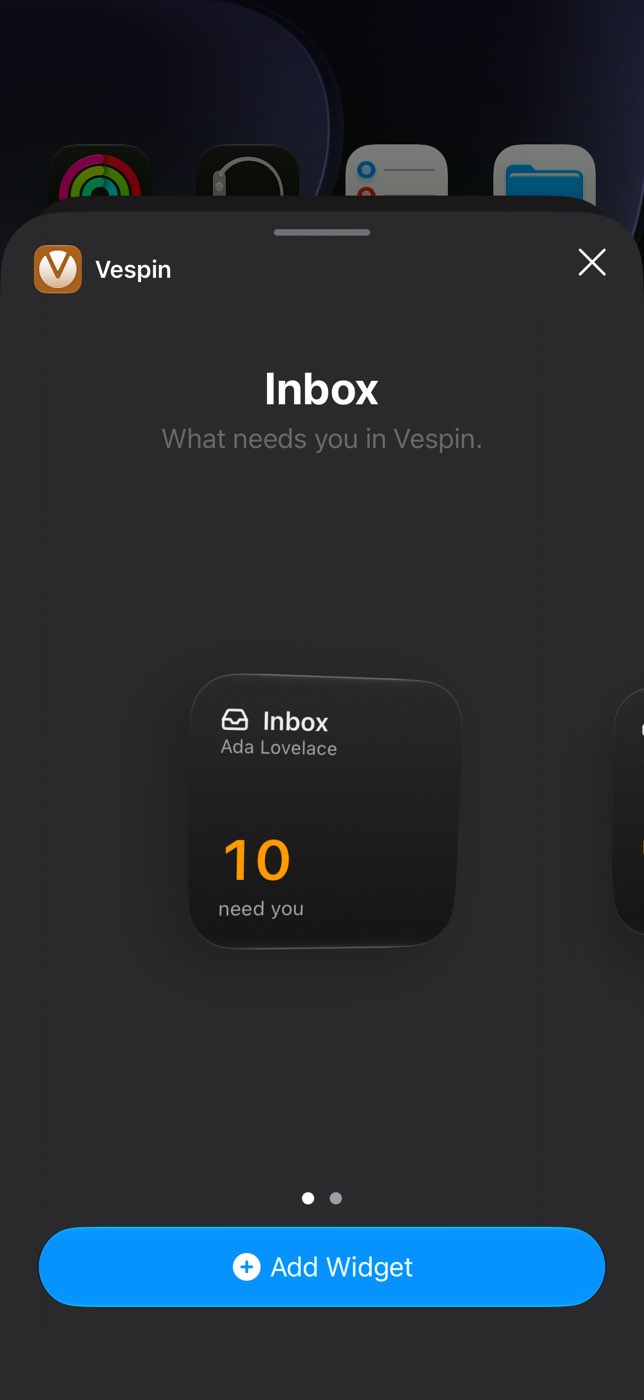 Vespin
Inbox
What needs you in Vespin.
Inbox
Ada Lovelace
10
need you
Add Widget